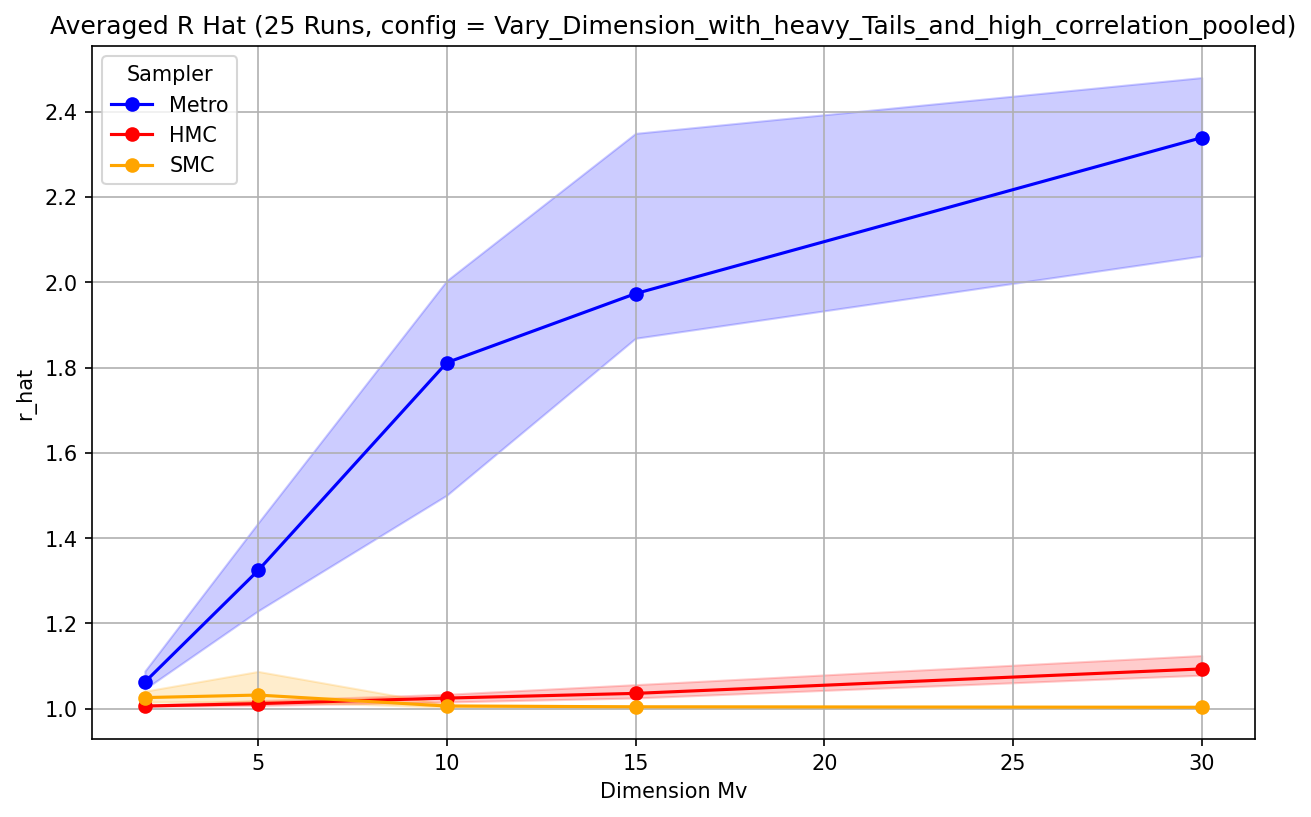 Averaged R Hat (25 Runs, config = Vary_Dimension_with_heavy_Tails_and_high_correlation_pooled)
Sampler
Metro
HMC
SMC
r_hat
2.4
2.2
2.0
1.8
1.6
1.4
1.2
1.0
5 10 15 20 25 30
Dimension Mv